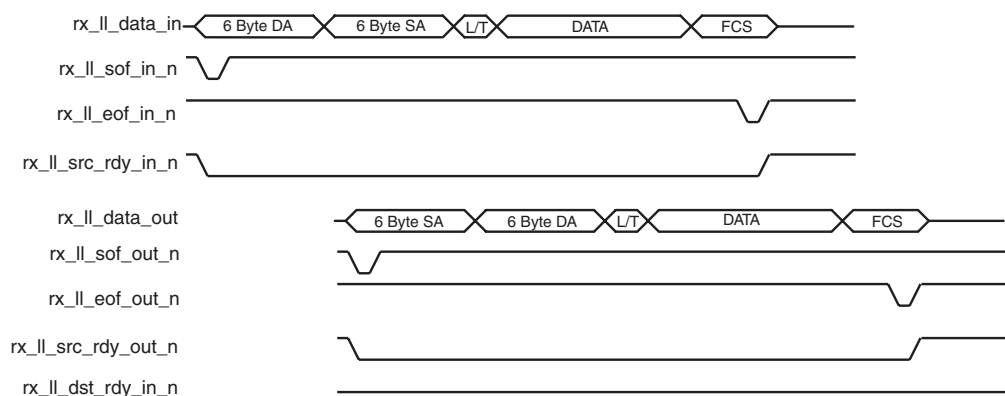 rx_ll_data_in 6 Byte DA 6 Byte SA L/T DATA FCS
rx_ll_sof_in_n
rx_ll_eof_in_n
rx_ll_src_rdy_in_n
rx_ll_data_out 6 Byte SA 6 Byte DA L/T DATA FCS
rx_ll_sof_out_n
rx_ll_eof_out_n
rx_ll_src_rdy_out_n
rx_ll_dst_rdy_in_n